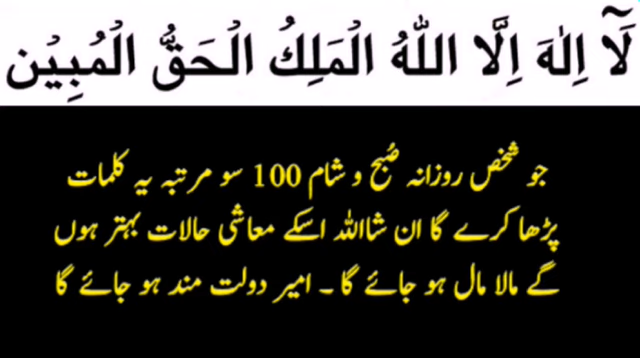 لَآ اِلٰهَ اِلَّا اللّٰهُ الْمَلِكُ الْحَقُّ الْمُبِيْن
جو شخص روزانہ صُبح و شام 100 سو مرتبہ یہ کلمات
پڑھا کرے گا ان شااللہ اسکے معاشی حالات بہتر ہوں
گے مالا مال ہو جائے گا ۔ امیر دولت مند ہو جائے گا